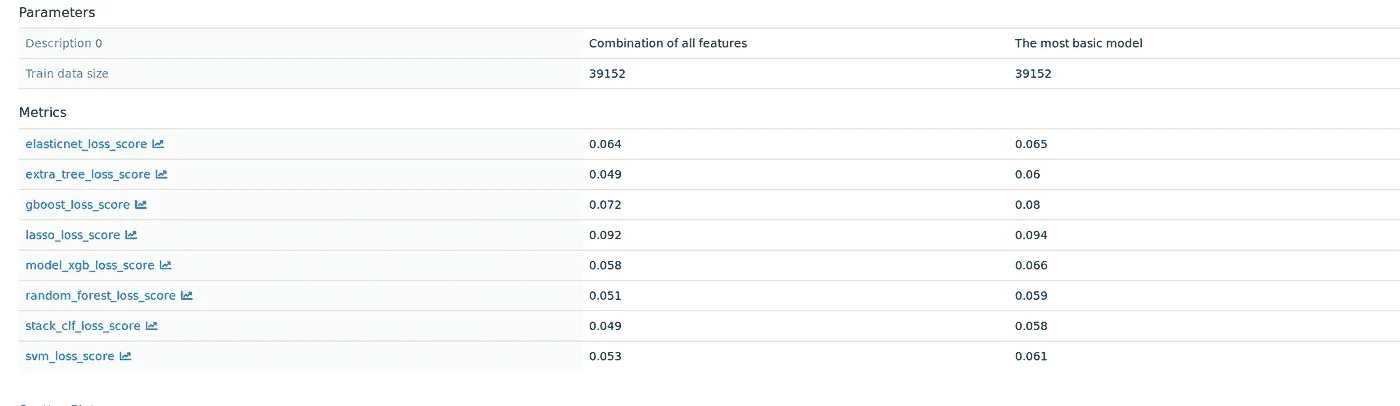 Parameters
Description 0 Combination of all features The most basic model
Train data size 39152 39152
Metrics
elasticnet_loss_score 0.064 0.065
extra_tree_loss_score 0.049 0.06
gboost_loss_score 0.072 0.08
lasso_loss_score 0.092 0.094
model_xgb_loss_score 0.058 0.066
random_forest_loss_score 0.051 0.059
stack_clf_loss_score 0.049 0.058
svm_loss_score 0.053 0.061